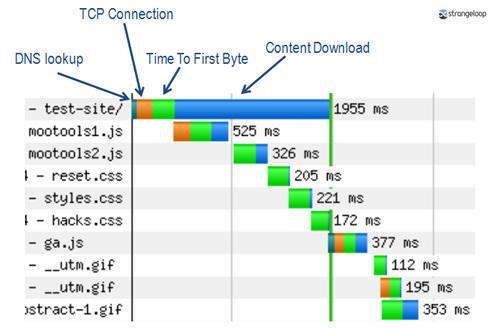 TCP Connection
strangeloop
DNS lookup
Time To First Byte
Content Download
- test-site/ 1955 ms
mootools1.js 525 ms
mootools2.js 326 ms
4 - reset.css 205 ms
- styles.css 221 ms
4 - hacks.css 172 ms
- ga.js 377 ms
- __utm.gif 112 ms
- __utm.gif 195 ms
bstract-1.gif 353 ms